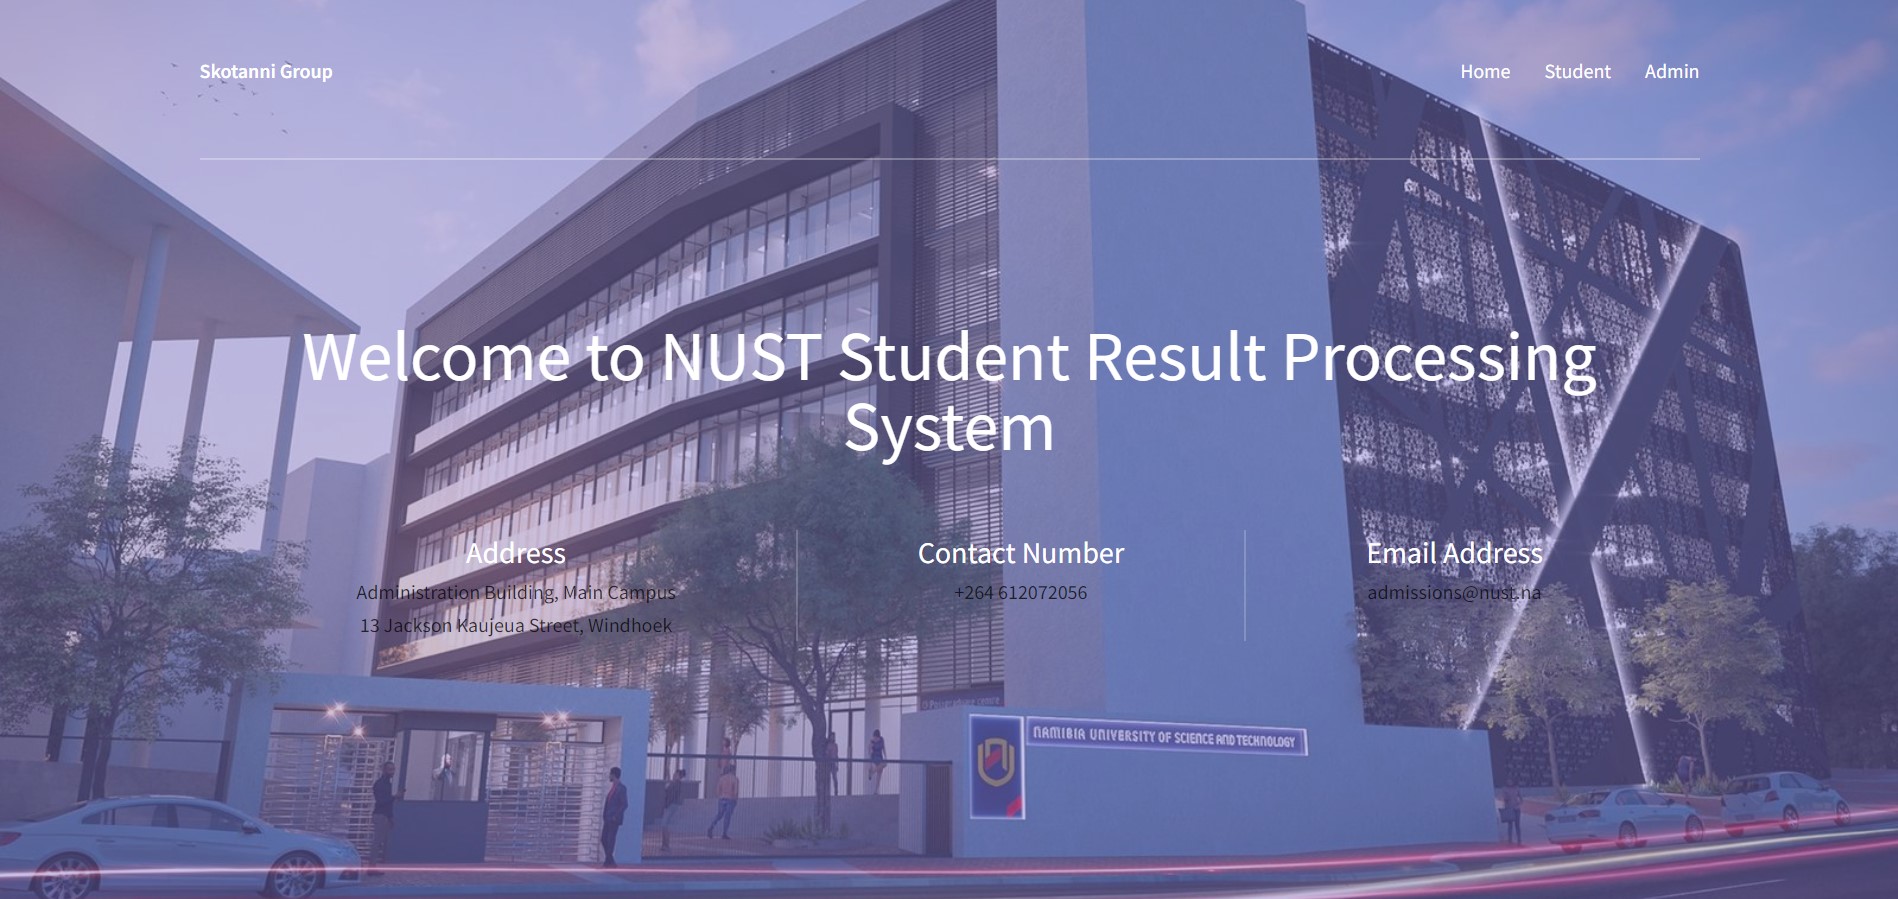 Skotanni Group
Home Student Admin
Welcome to NUST Student Result Processing
System
Address
Administration Building, Main Campus
13 Jackson Kaujeua Street, Windhoek
Contact Number
+264 612072056
Email Address
admissions@nust.na
NAMIBIA UNIVERSITY OF SCIENCE AND TECHNOLOGY